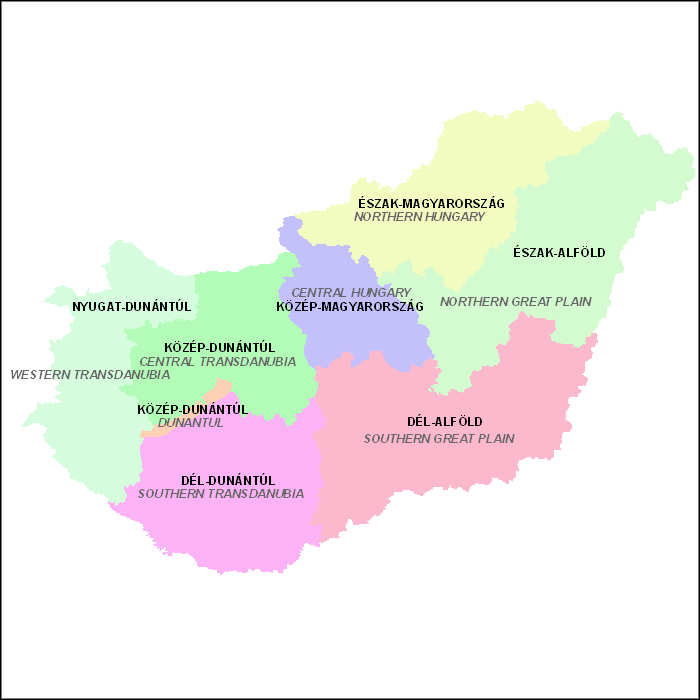 ÉSZAK-MAGYARORSZÁG
NORTHERN HUNGARY
ÉSZAK-ALFÖLD
NORTHERN GREAT PLAIN
CENTRAL HUNGARY
KÖZÉP-MAGYARORSZÁG
NYUGAT-DUNÁNTÚL
WESTERN TRANSDANUBIA
KÖZÉP-DUNÁNTÚL
CENTRAL TRANSDANUBIA
KÖZÉP-DUNÁNTÚL
DUNANTUL
DÉL-ALFÖLD
SOUTHERN GREAT PLAIN
DÉL-DUNÁNTÚL
SOUTHERN TRANSDANUBIA